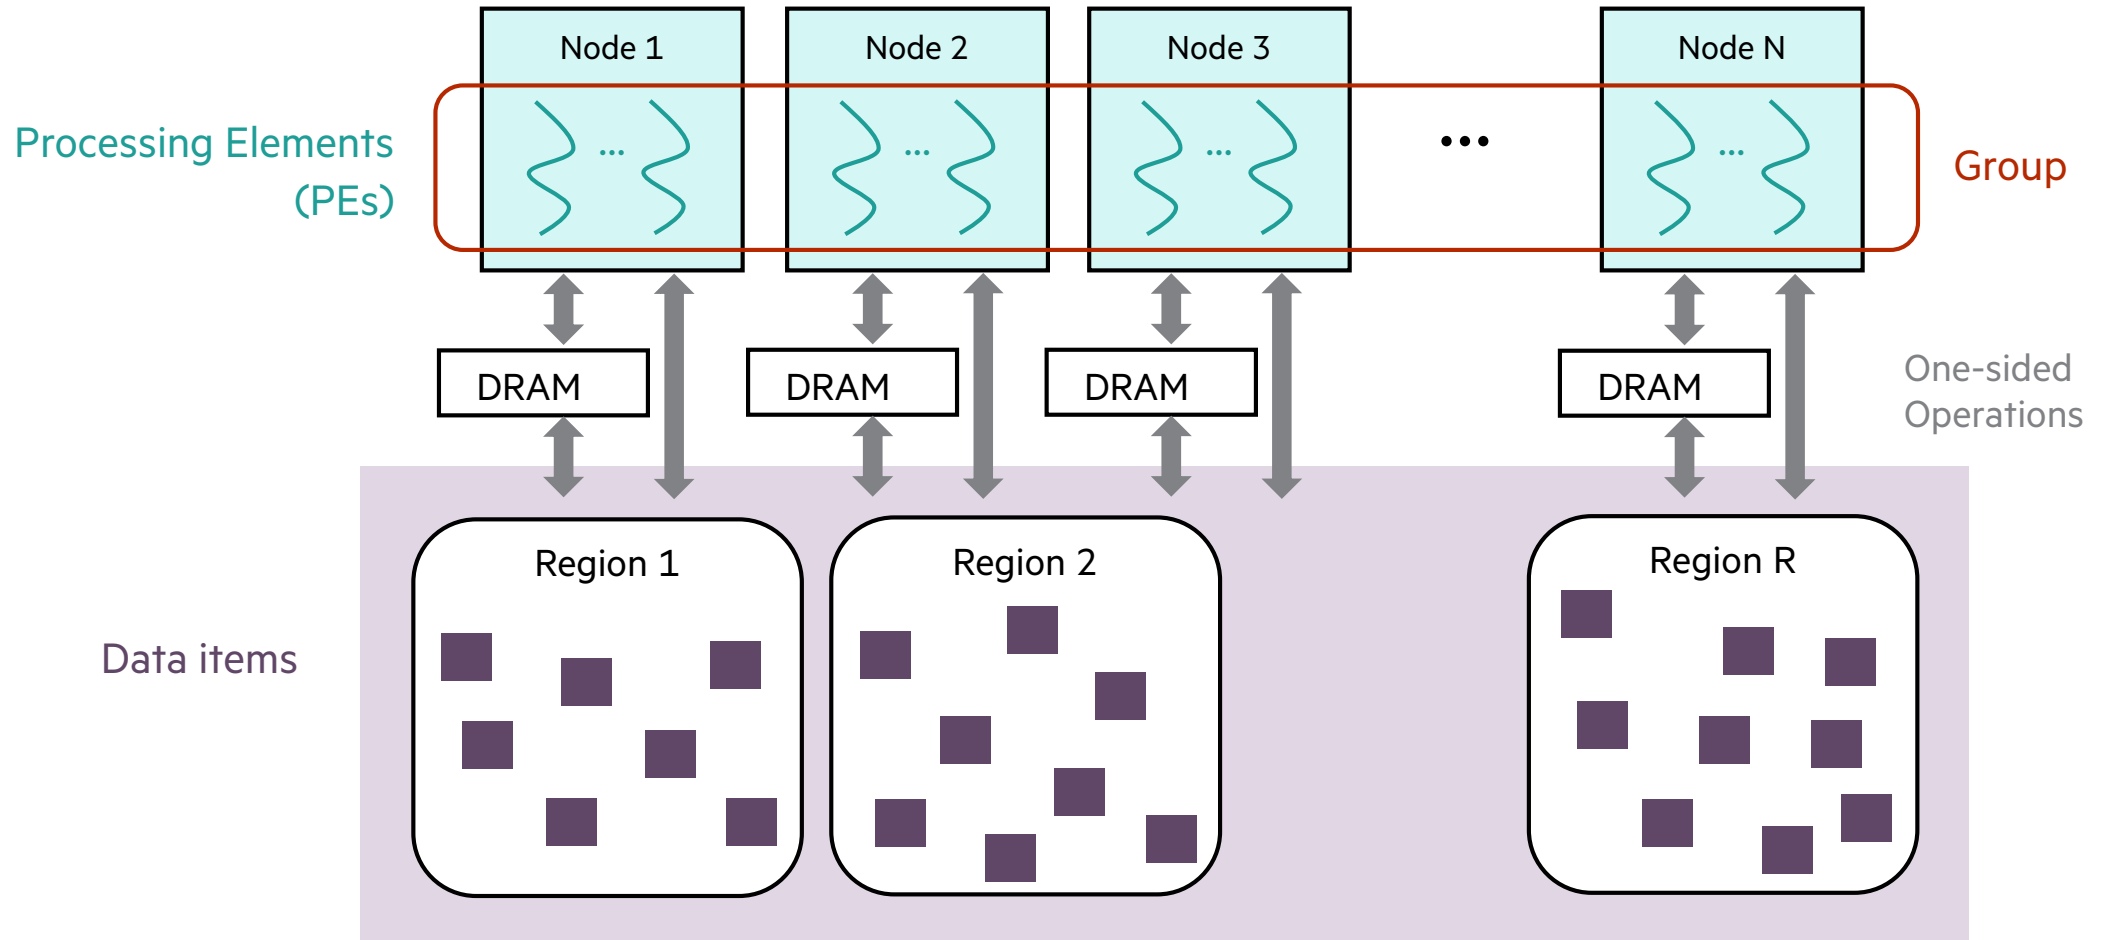 Node 1
Node 2
Node 3
Node N
Processing Elements
(PEs)
...
...
...
...
...
Group
DRAM
DRAM
DRAM
DRAM
One-sided
Operations
Region 1
Region 2
Region R
Data items